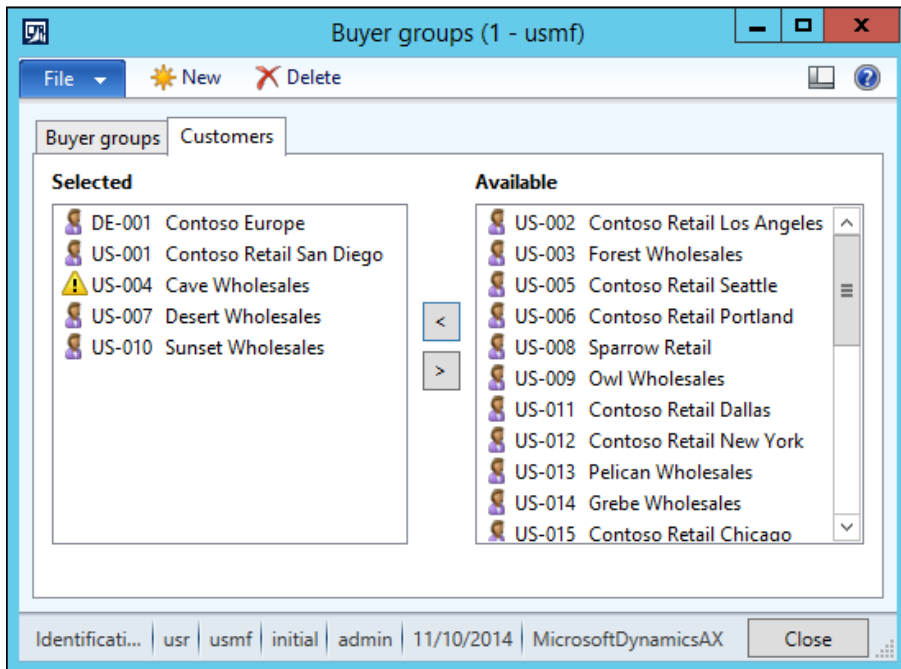 Buyer groups (1 - usmf)
File New Delete
Buyer groups Customers
Selected
DE-001 Contoso Europe
US-001 Contoso Retail San Diego
US-004 Cave Wholesales
US-007 Desert Wholesales
US-010 Sunset Wholesales
<
>
Available
US-002 Contoso Retail Los Angeles
US-003 Forest Wholesales
US-005 Contoso Retail Seattle
US-006 Contoso Retail Portland
US-008 Sparrow Retail
US-009 Owl Wholesales
US-011 Contoso Retail Dallas
US-012 Contoso Retail New York
US-013 Pelican Wholesales
US-014 Grebe Wholesales
US-015 Contoso Retail Chicago
Identificati... usr usmf initial admin 11/10/2014 MicrosoftDynamicsAX Close